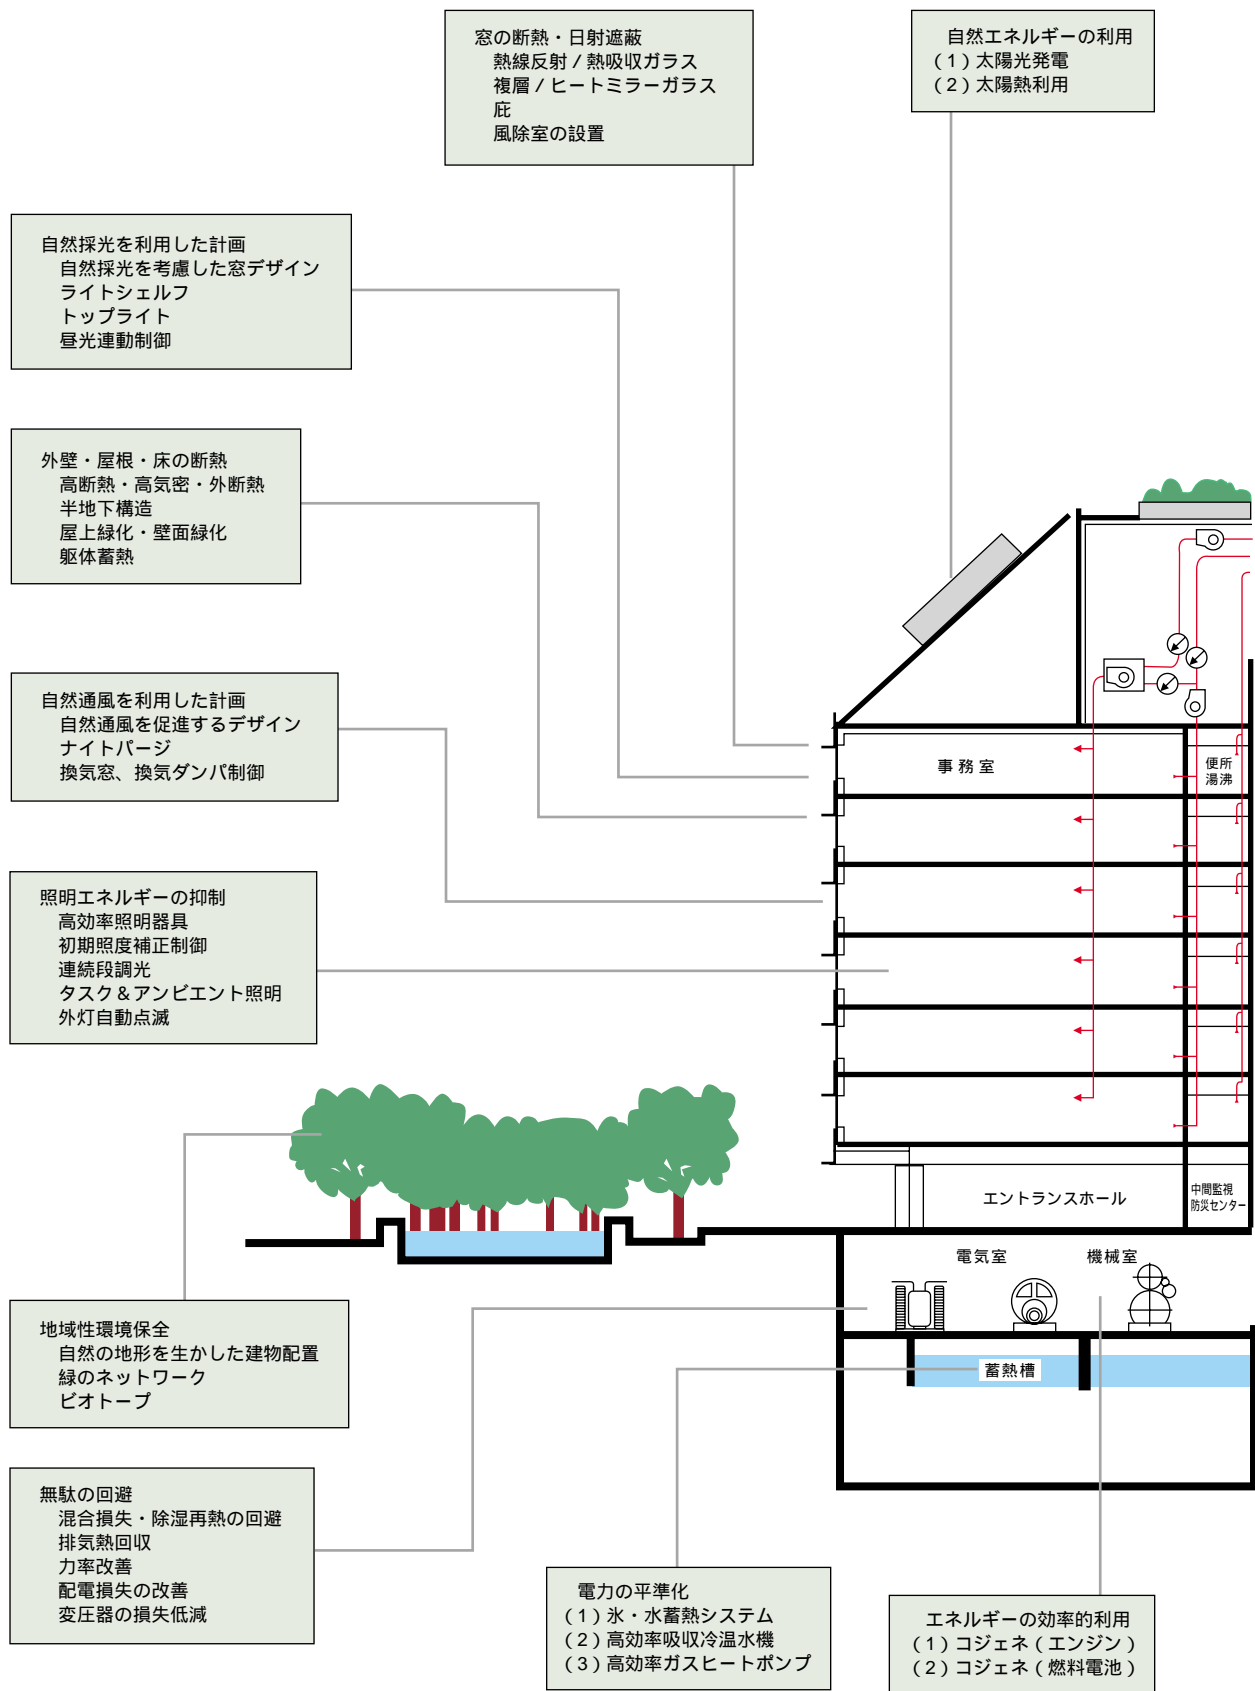 窓の断熱・日射遮蔽
熱線反射 / 熱吸収ガラス
複層 / ヒートミラーガラス
庇
風除室の設置
自然エネルギーの利用
(1)太陽光発電
(2)太陽熱利用
自然採光を利用した計画
自然採光を考慮した窓デザイン
ライトシェルフ
トップライト
昼光連動制御
外壁・屋根・床の断熱
高断熱・高気密・外断熱
半地下構造
屋上緑化・壁面緑化
躯体蓄熱
自然通風を利用した計画
自然通風を促進するデザイン
ナイトパージ
換気窓、換気ダンパ制御
事務室
便所
湯沸
照明エネルギーの抑制
高効率照明器具
初期照度補正制御
連続段調光
タスク&アンビエント照明
外灯自動点滅
エントランスホール
中間監視
防災センター
電気室
機械室
蓄熱槽
地域性環境保全
自然の地形を生かした建物配置
緑のネットワーク
ビオトープ
無駄の回避
混合損失・除湿再熱の回避
排気熱回収
力率改善
配電損失の改善
変圧器の損失低減
電力の平準化
(1)氷・水蓄熱システム
(2)高効率吸収冷温水機
(3)高効率ガスヒートポンプ
エネルギーの効率的利用
(1)コジェネ(エンジン)
(2)コジェネ(燃料電池)